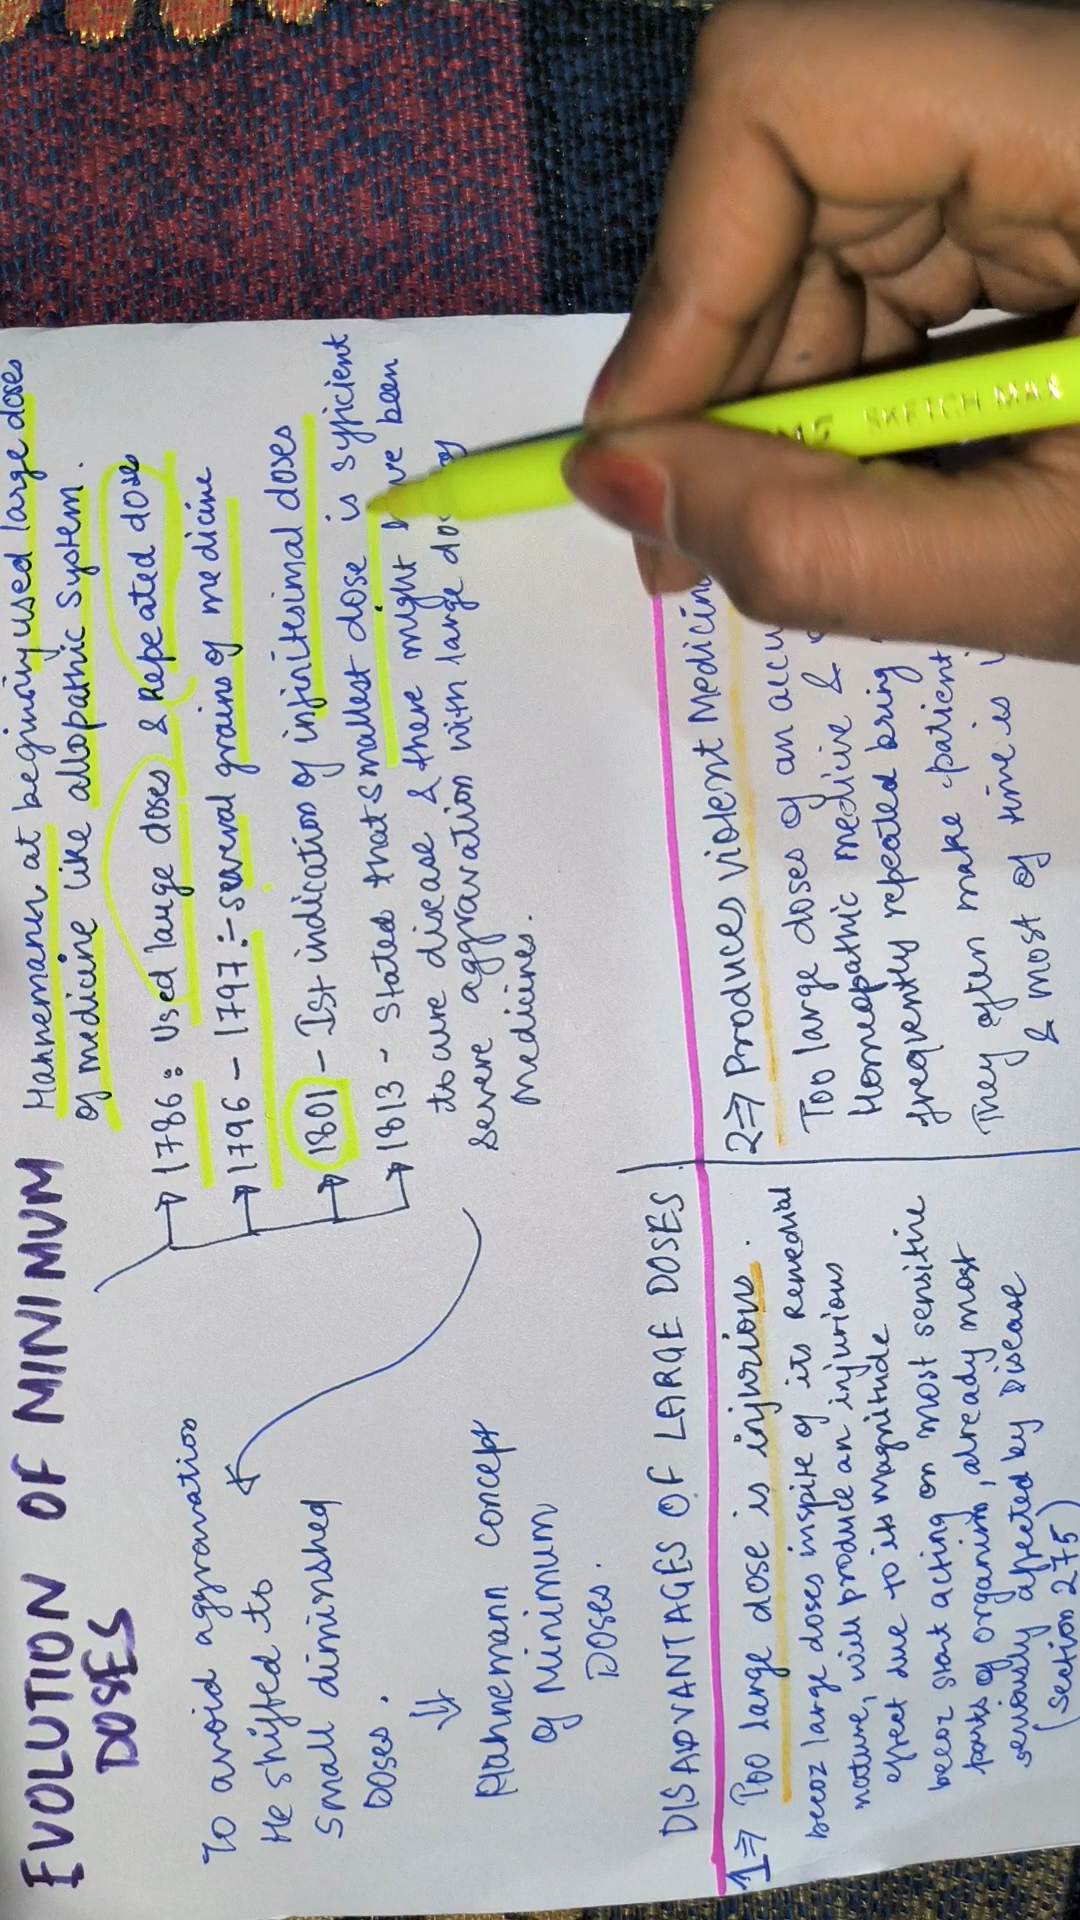 EVOLUTION OF MINIMUM
DOSES
Hahnemann at beginning used large doses
of medicine like allopathic system.
1786: Used large doses & Repeated doses
1796 - 1797:- several grains of medicine
1801 - Ist indication of infinitesimal doses
1813 - Stated that smallest dose is sufficient
to cure disease & there might been
severe aggravation with large
medicines.
To avoid aggravation
He shifted to
Small diminished
Doses.
Hahnemann concept
of Minimum
Doses.
DISADVANTAGES OF LARGE DOSES
1⇒ Too large dose is injurious.
becoz large doses inspite of its remedial
nature, will produce an injurious
effect due to its magnitude
becoz start acting on most sensitive
parts of organism, already most
seriously affected by Disease
(Section 275)
2⇒ Produces violent
Too large doses of an
Homeopathic medicine &
frequently repeated bring
They often make patient
& most of time is
SKETCH